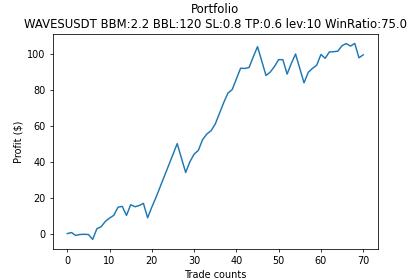 Portfolio
WAVESUSDT BBM:2.2 BBL:120 SL:0.8 TP:0.6 lev:10 WinRatio:75.0
Profit ($)
100
80
60
40
20
0
0 10 20 30 40 50 60 70
Trade counts